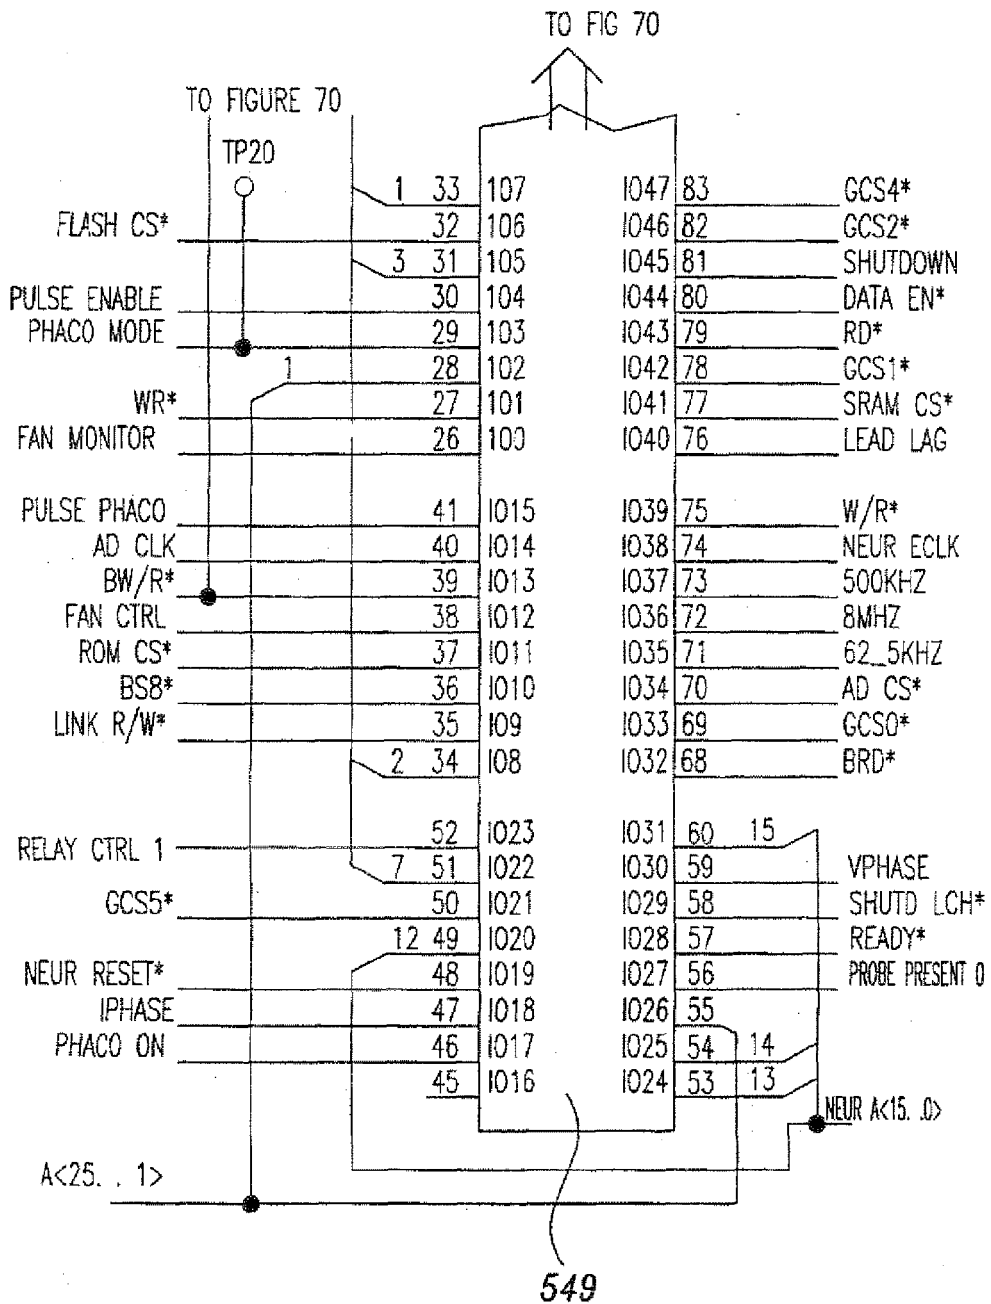 TO FIG 70
TO FIGURE 70
TP20
1 33 107 IO47 83 GCS4*
FLASH CS* 32 106 IO46 82 GCS2*
3 31 105 IO45 81 SHUTDOWN
PULSE ENABLE 30 104 IO44 80 DATA EN*
PHACO MODE 29 103 IO43 79 RD*
1 28 102 IO42 78 GCS1*
WR* 27 101 IO41 77 SRAM CS*
FAN MONITOR 26 100 IO40 76 LEAD LAG
PULSE PHACO 41 IO15 IO39 75 W/R*
AD CLK 40 IO14 IO38 74 NEUR ECLK
BW/R* 39 IO13 IO37 73 500KHZ
FAN CTRL 38 IO12 IO36 72 8MHZ
ROM CS* 37 IO11 IO35 71 62_5KHZ
BS8* 36 IO10 IO34 70 AD CS*
LINK R/W* 35 IO9 IO33 69 GCS0*
2 34 IO8 IO32 68 BRD*
RELAY CTRL 1 52 IO23 IO31 60 15
7 51 IO22 IO30 59 VPHASE
GCS5* 50 IO21 IO29 58 SHUTD LCH*
12 49 IO20 IO28 57 READY*
NEUR RESET* 48 IO19 IO27 56 PROBE PRESENT 0
IPHASE 47 IO18 IO26 55
PHACO ON 46 IO17 IO25 54 14
45 IO16 IO24 53 13
NEUR A<15. .0>
A<25. . 1>
549